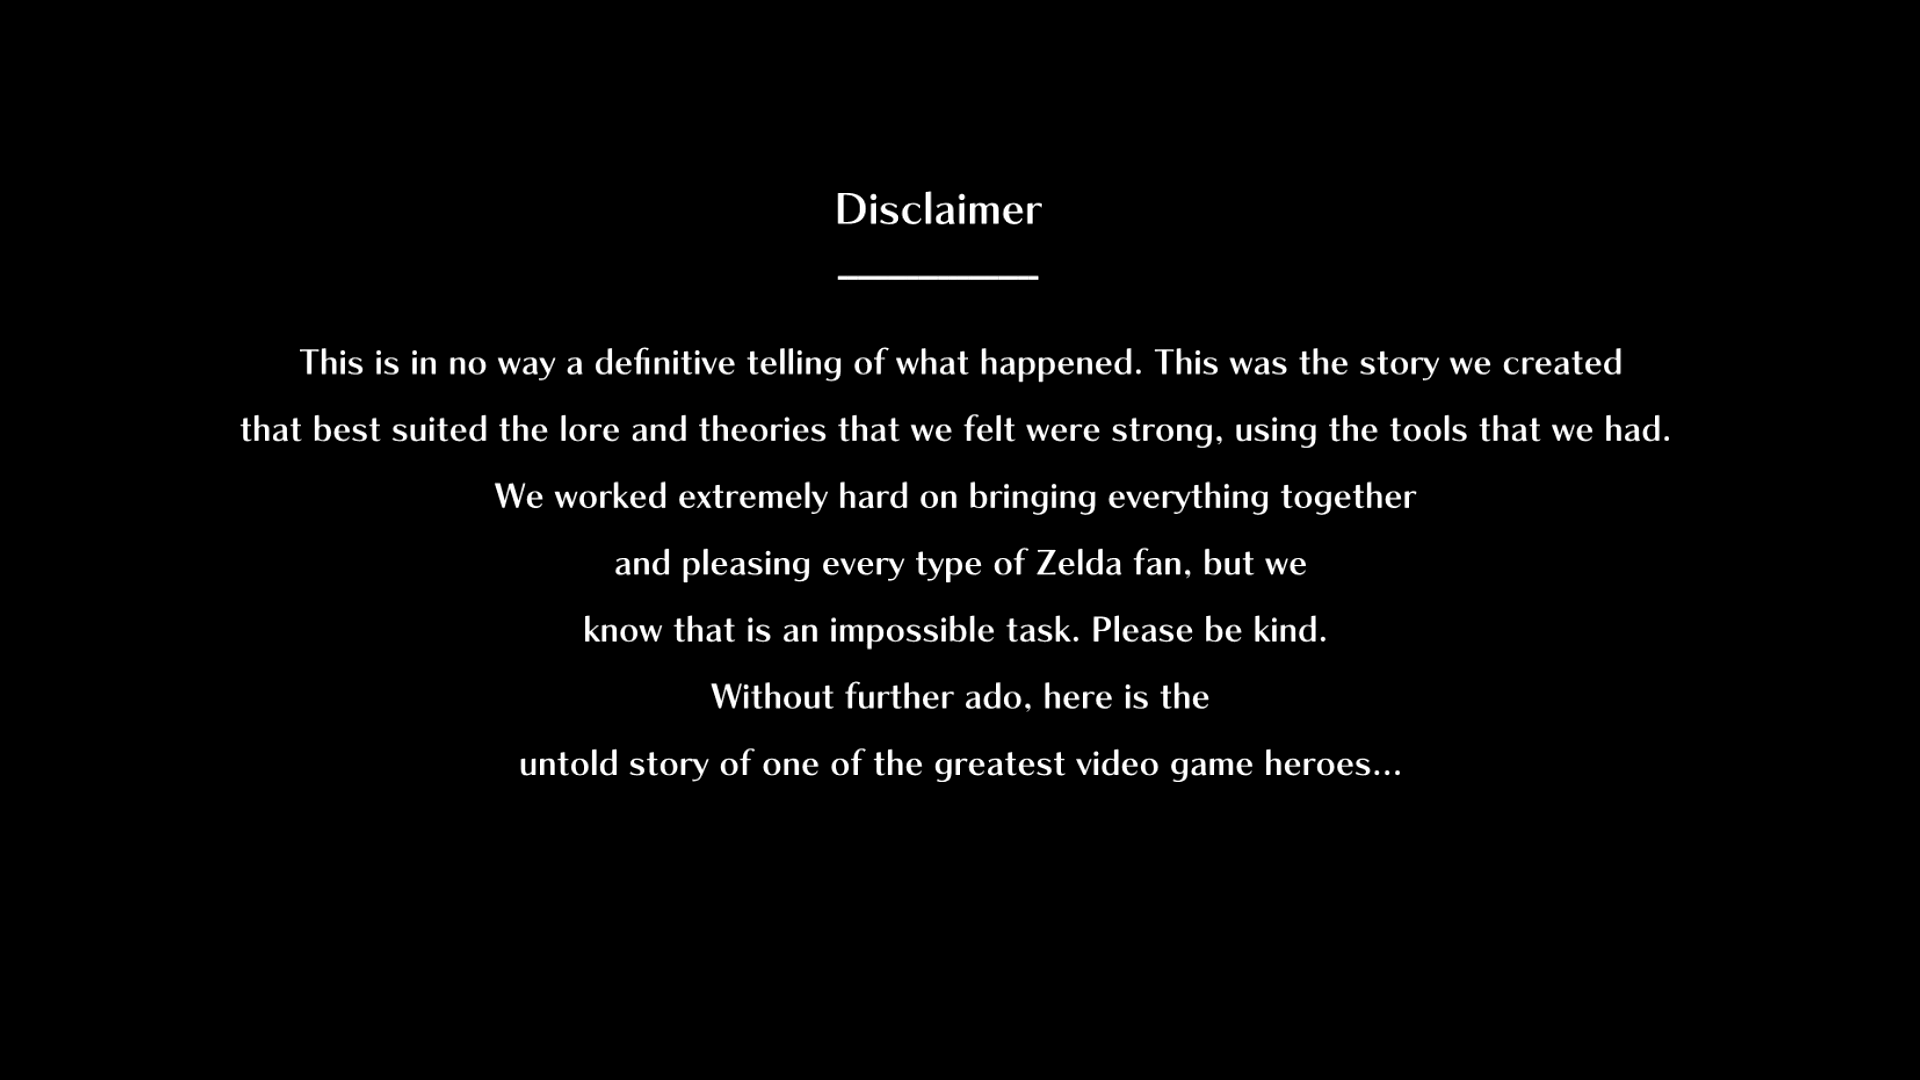 Disclaimer
This is in no way a definitive telling of what happened. This was the story we created
that best suited the lore and theories that we felt were strong, using the tools that we had.
We worked extremely hard on bringing everything together
and pleasing every type of Zelda fan, but we
know that is an impossible task. Please be kind.
Without further ado, here is the
untold story of one of the greatest video game heroes...